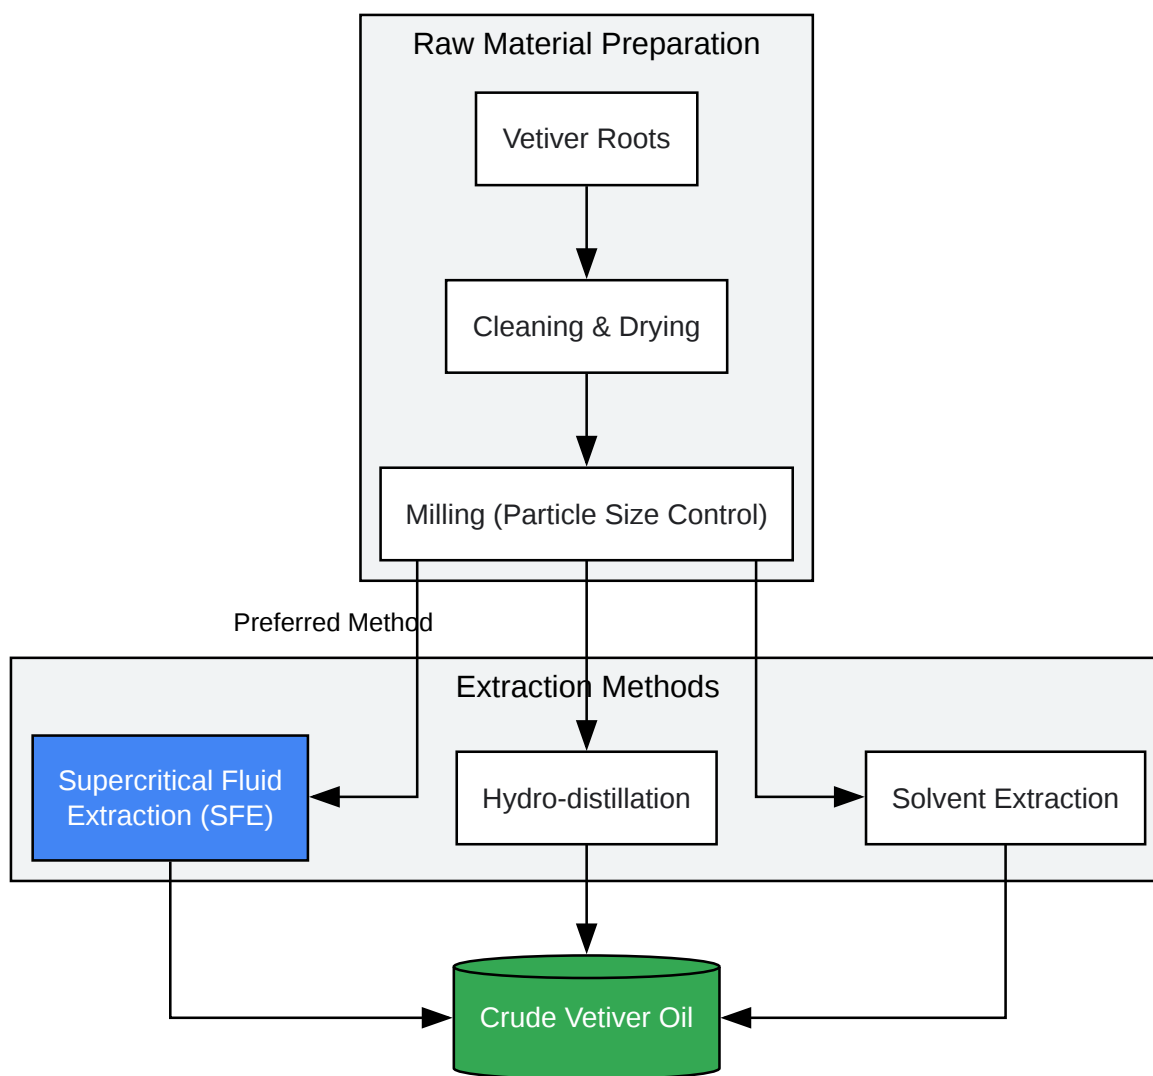 Raw Material Preparation
Vetiver Roots
Cleaning & Drying
Milling (Particle Size Control)
Preferred Method
Extraction Methods
Supercritical Fluid
Extraction (SFE)
Hydro-distillation
Solvent Extraction
Crude Vetiver Oil